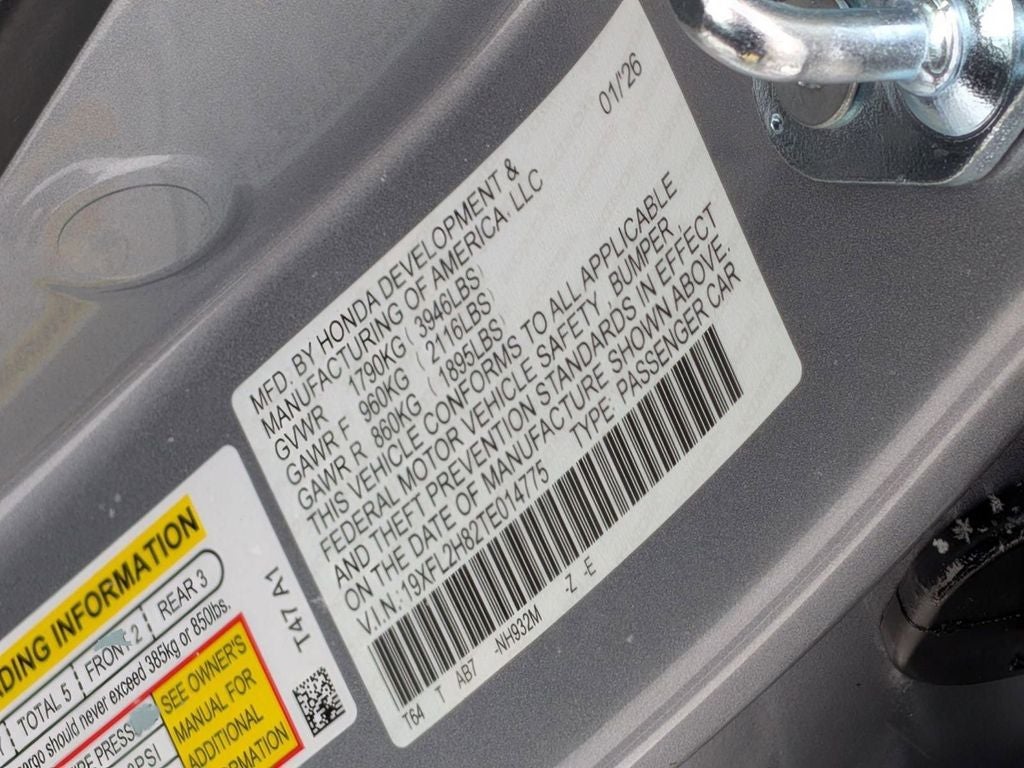 01/'26
MFD. BY HONDA DEVELOPMENT &
MANUFACTURING OF AMERICA, LLC
GVWR 1790KG ( 3946LBS)
GAWR F 960KG ( 2116LBS)
GAWR R 860KG ( 1895LBS)
THIS VEHICLE CONFORMS TO ALL APPLICABLE
FEDERAL MOTOR VEHICLE SAFETY, BUMPER,
AND THEFT PREVENTION STANDARDS IN EFFECT
ON THE DATE OF MANUFACTURE SHOWN ABOVE.
V.I.N.:19XFL2H82TE014775 TYPE: PASSENGER CAR
T64 T AB7 -NH932M -Z -E
INFORMATION
TOTAL 5 FRONT 2 REAR 3
should never exceed 385kg or 850lbs.
T47 A1
SEE OWNER'S
MANUAL FOR
ADDITIONAL